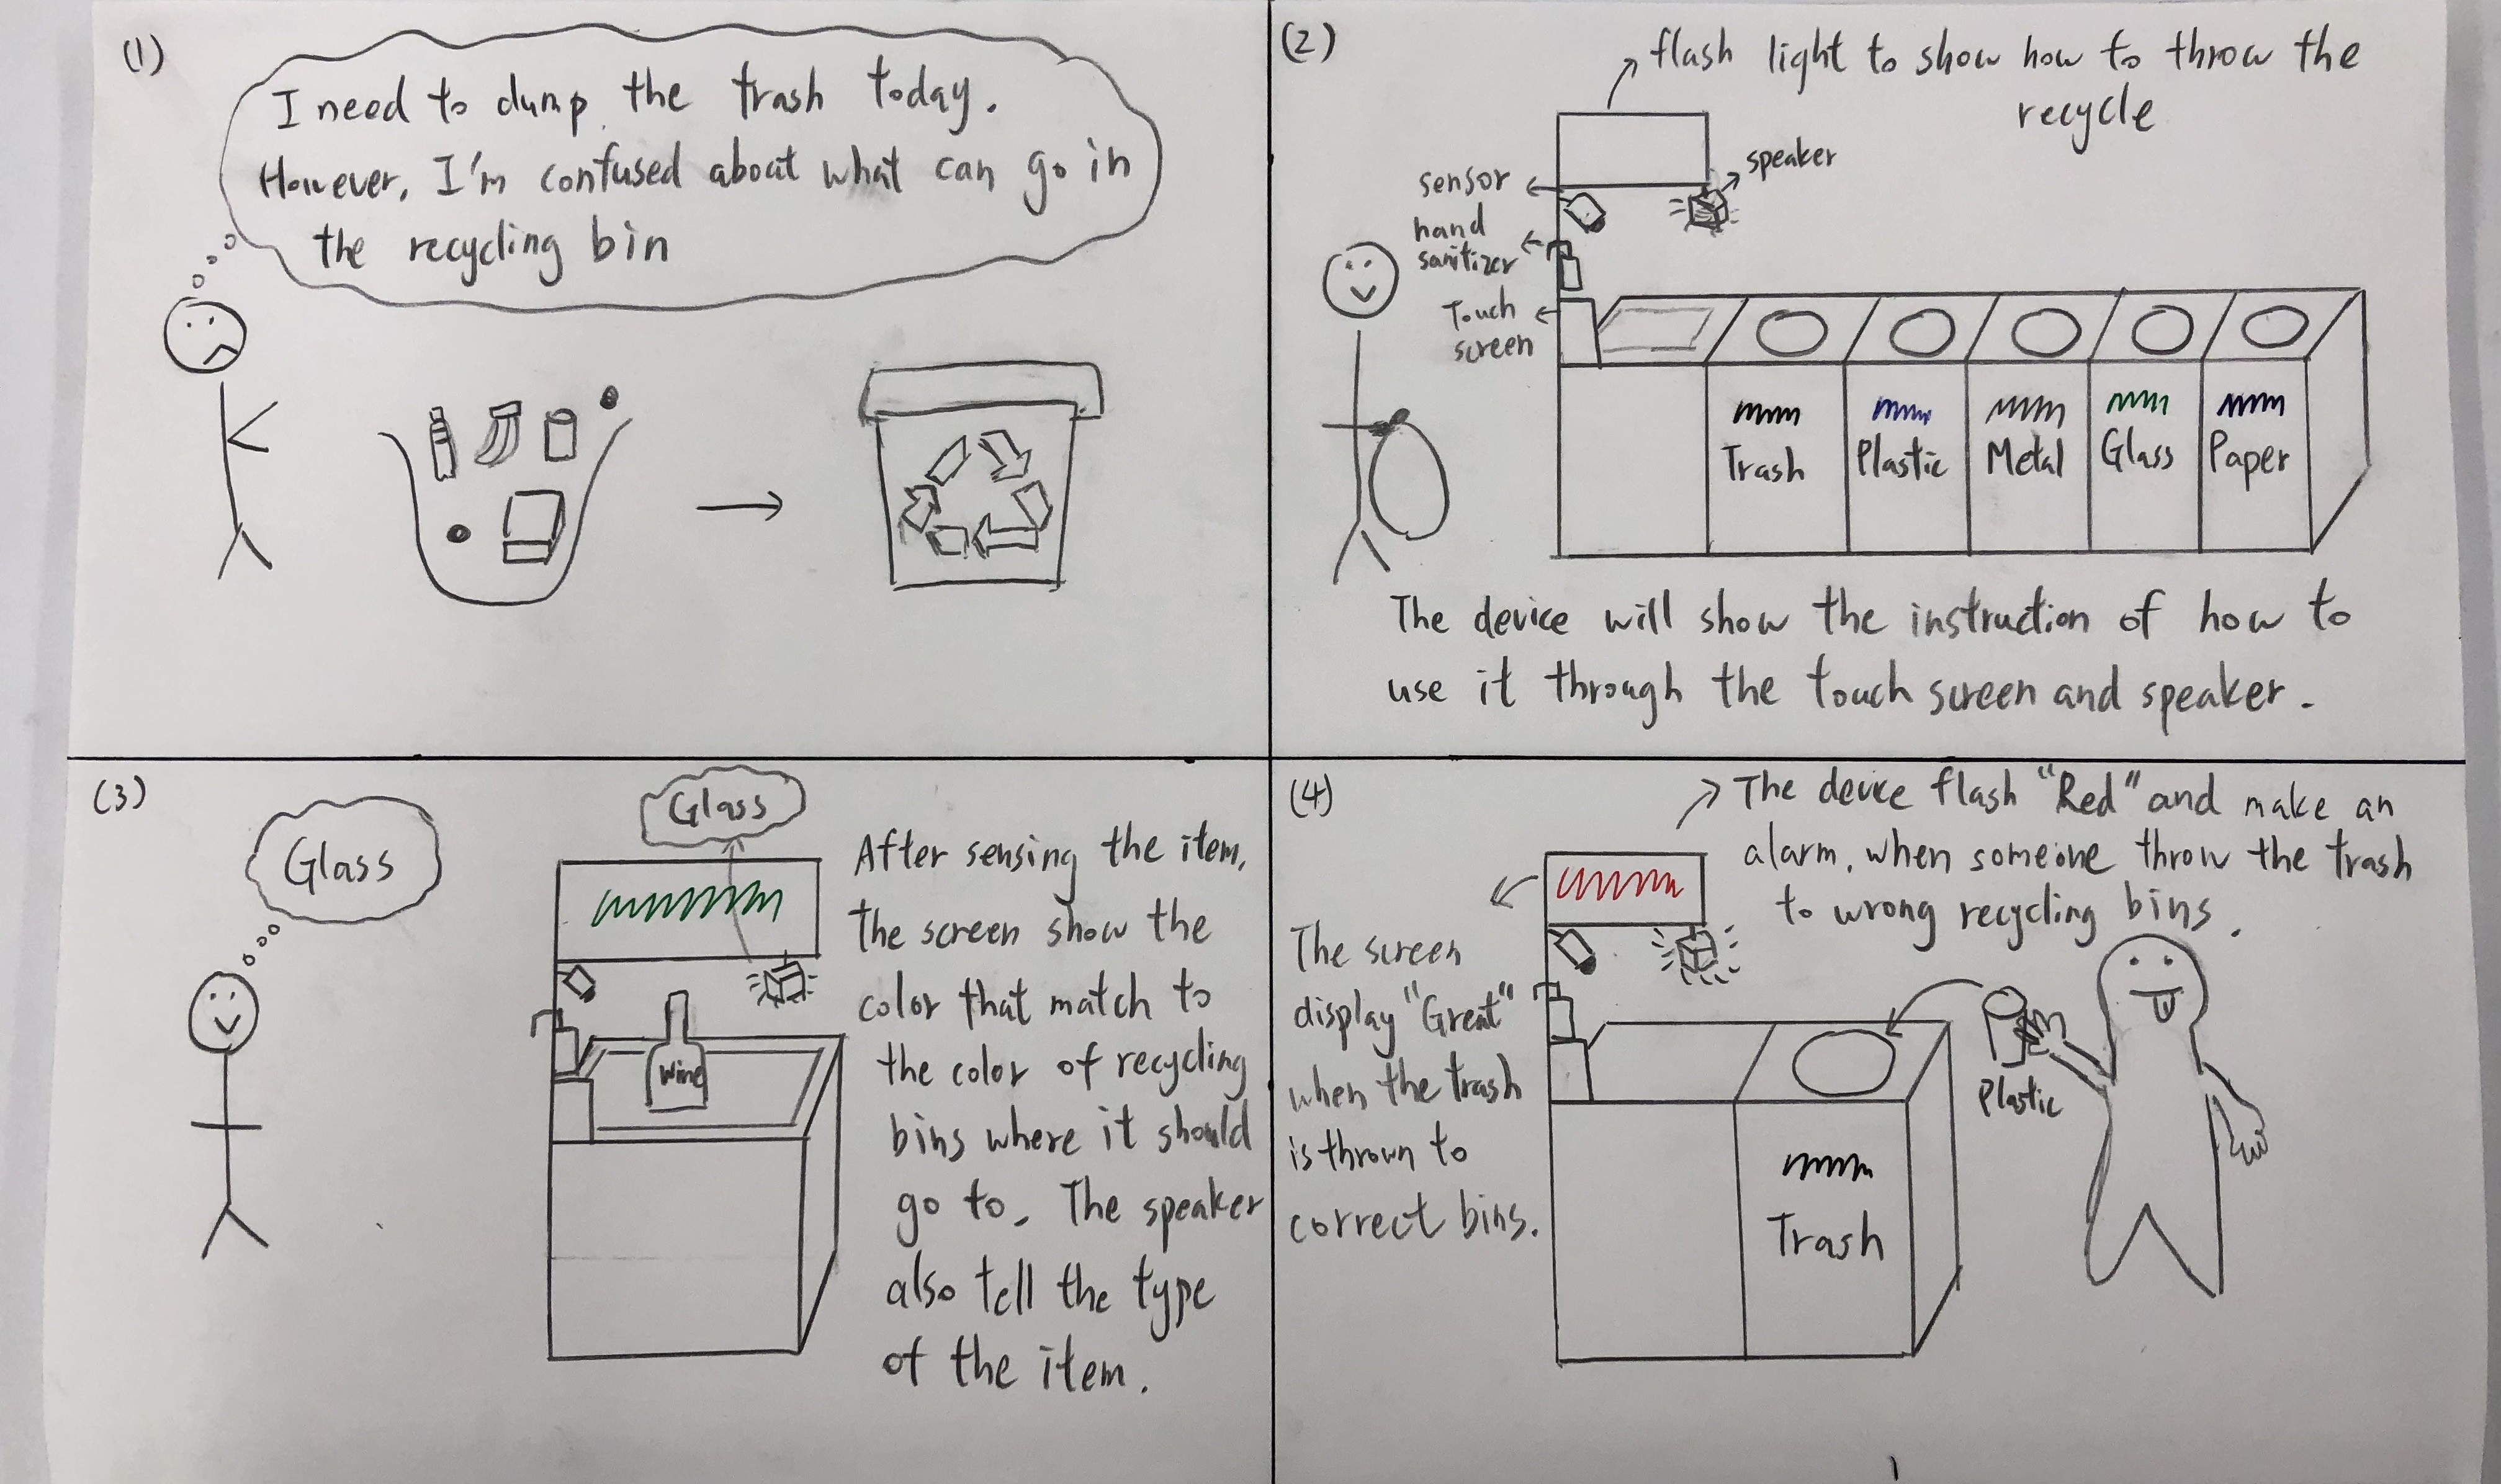 (1)
I need to dump the trash today.
However, I'm confused about what can go in
the recycling bin
(2)
flash light to show how to throw the
recycle
speaker
sensor
hand
sanitizer
Touch
screen
Trash
Plastic
Metal
Glass
Paper
The device will show the instruction of how to
use it through the touch screen and speaker.
(3)
Glass
Glass
Wine
After sensing the item,
the screen show the
color that match to
the color of recycling
bins where it should
go to. The speaker
also tell the type
of the item.
(4)
The device flash "Red" and make an
alarm, when someone throw the trash
to wrong recycling bins.
The screen
display "Great"
when the trash
is thrown to
correct bins.
Plastic
Trash